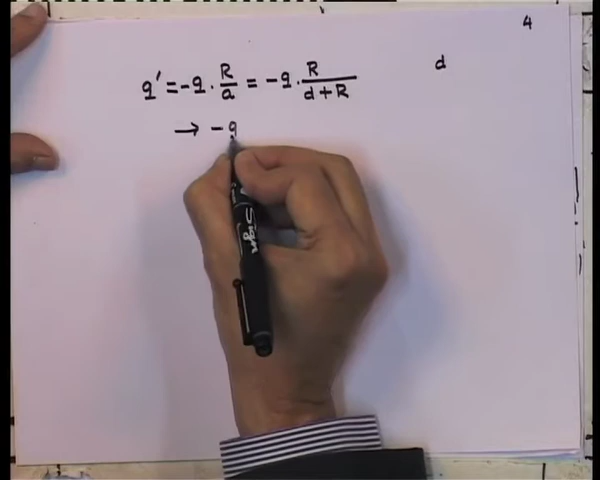 4
q' = -q · R/a = -q · R/(d+R)    d
→ -q